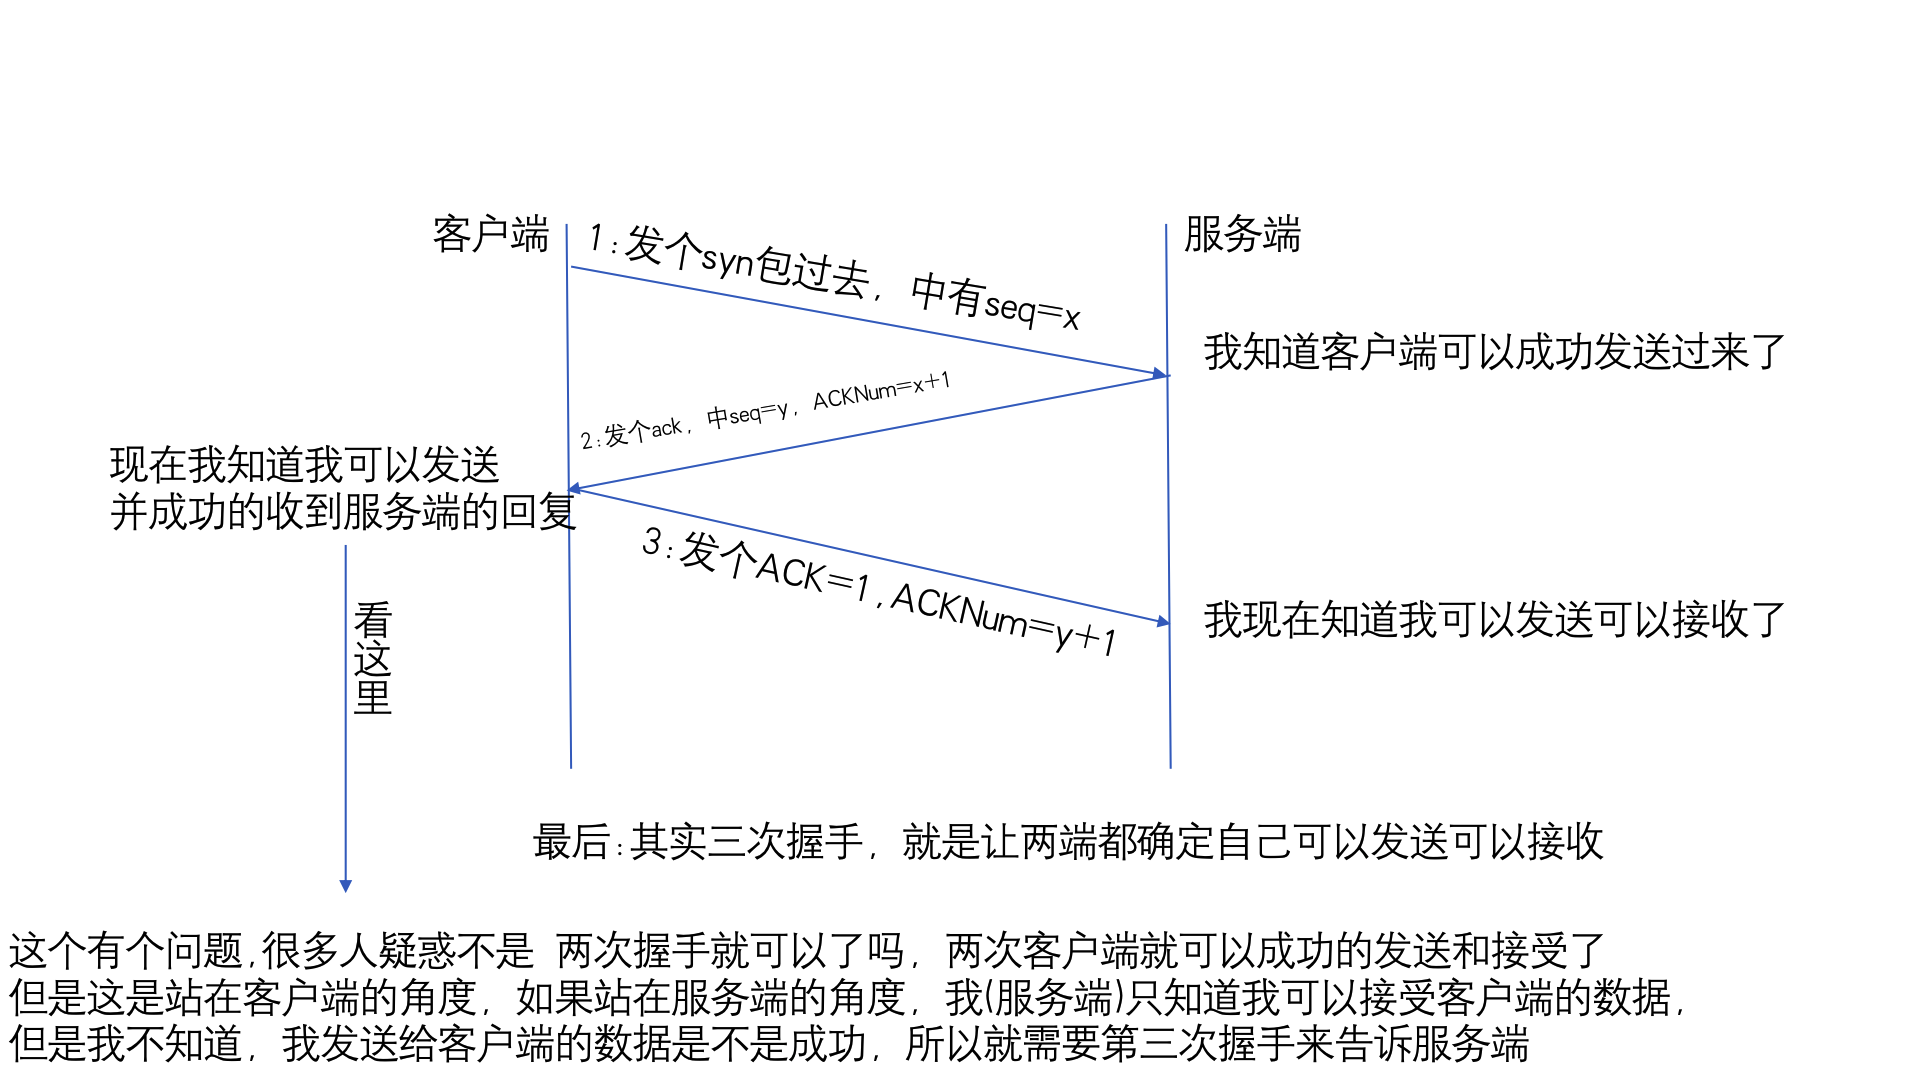 客户端
服务端
1:发个syn包过去，中有seq=x
我知道客户端可以成功发送过来了
2:发个ack，中seq=y，ACKNum=x+1
现在我知道我可以发送
并成功的收到服务端的回复
3:发个ACK=1,ACKNum=y+1
我现在知道我可以发送可以接收了
看
这
里
最后:其实三次握手，就是让两端都确定自己可以发送可以接收
这个有个问题,很多人疑惑不是 两次握手就可以了吗，两次客户端就可以成功的发送和接受了
但是这是站在客户端的角度，如果站在服务端的角度，我(服务端)只知道我可以接受客户端的数据，
但是我不知道，我发送给客户端的数据是不是成功，所以就需要第三次握手来告诉服务端